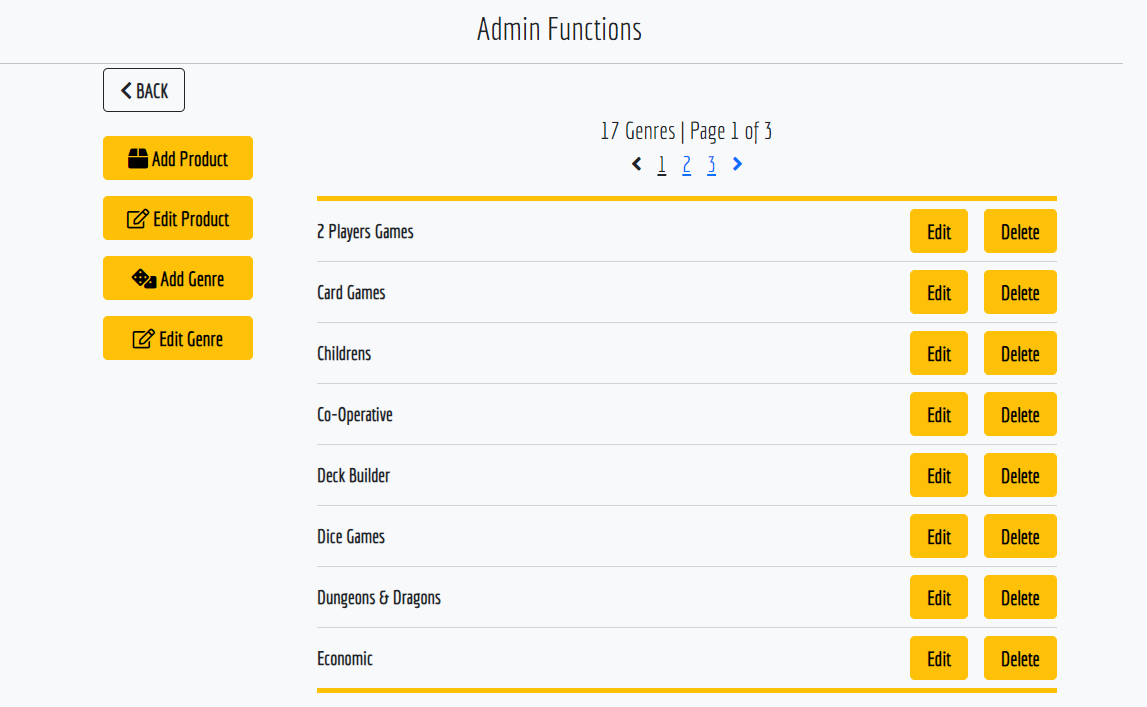 Admin Functions
BACK
Add Product
Edit Product
Add Genre
Edit Genre
17 Genres | Page 1 of 3
1 2 3
2 Players Games Edit Delete
Card Games Edit Delete
Childrens Edit Delete
Co-Operative Edit Delete
Deck Builder Edit Delete
Dice Games Edit Delete
Dungeons & Dragons Edit Delete
Economic Edit Delete